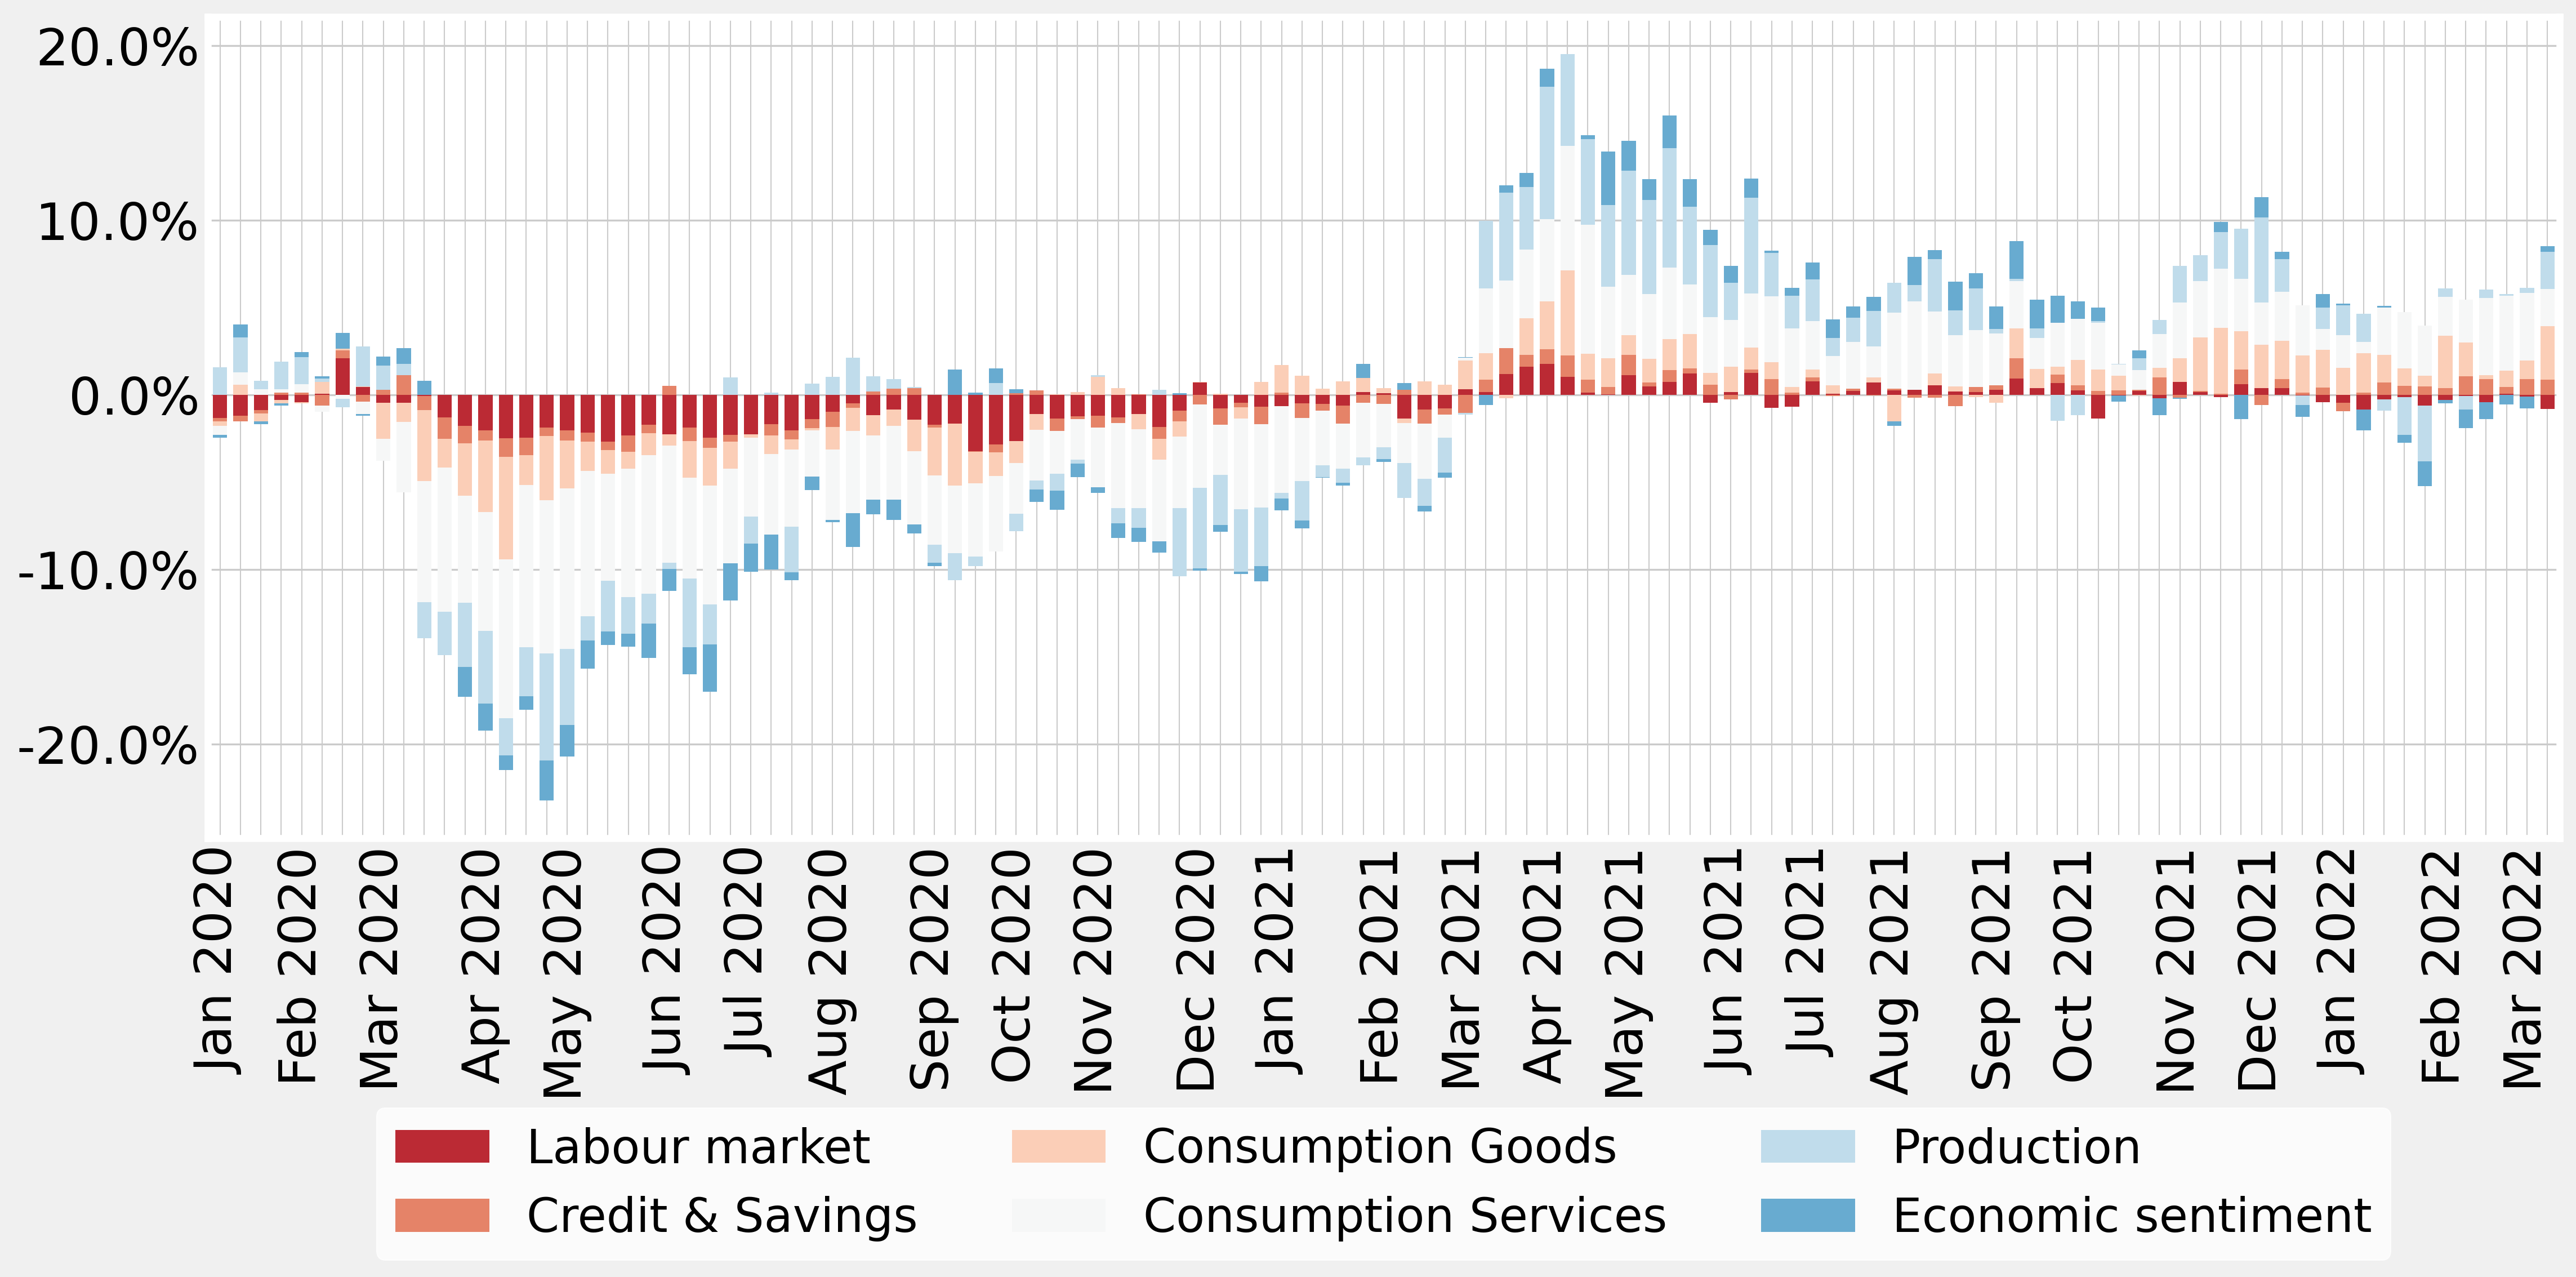 20.0%
10.0%
0.0%
-10.0%
-20.0%
Jan 2020
Feb 2020
Mar 2020
Apr 2020
May 2020
Jun 2020
Jul 2020
Aug 2020
Sep 2020
Oct 2020
Nov 2020
Dec 2020
Jan 2021
Feb 2021
Mar 2021
Apr 2021
May 2021
Jun 2021
Jul 2021
Aug 2021
Sep 2021
Oct 2021
Nov 2021
Dec 2021
Jan 2022
Feb 2022
Mar 2022
Labour market
Credit & Savings
Consumption Goods
Consumption Services
Production
Economic sentiment